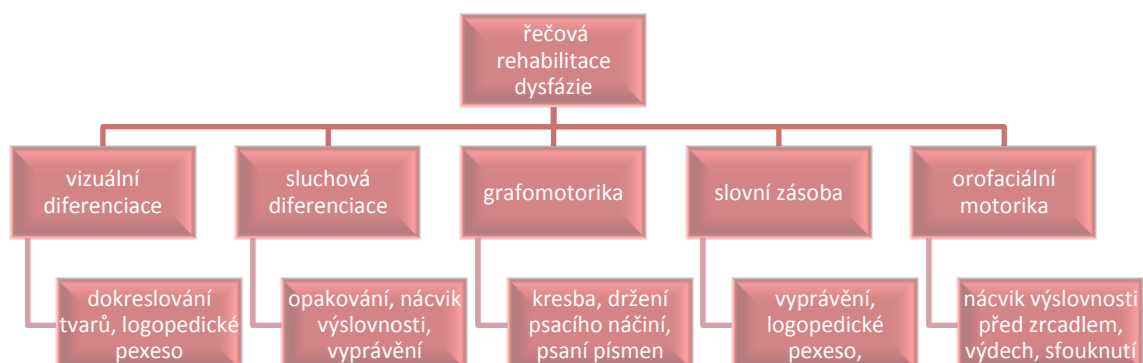 řečová
rehabilitace
dysfázie
vizuální
diferenciace
sluchová
diferenciace
grafomotorika
slovní zásoba
orofaciální
motorika
dokreslování
tvarů, logopedické
pexeso
opakování, nácvik
výslovnosti,
vyprávění
kresba, držení
psacího náčiní,
psaní písmen
vyprávění,
logopedické
pexeso,
nácvik výslovnosti
před zrcadlem,
výdech, sfouknutí